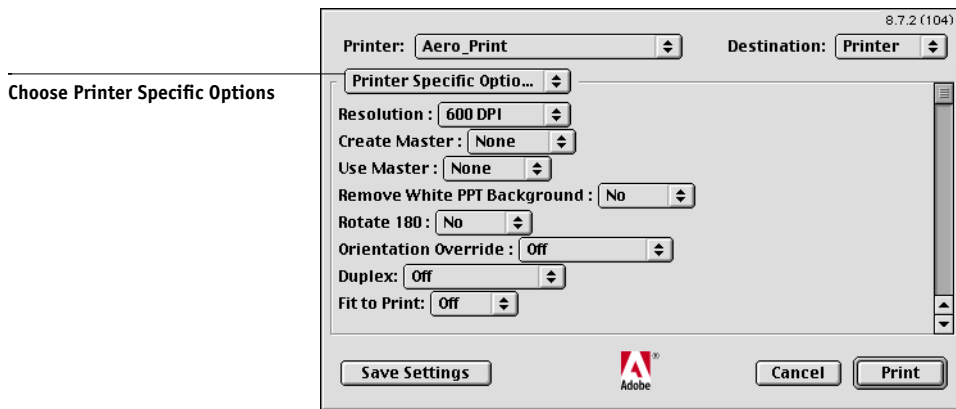 8.7.2 (104)
Printer: Aero_Print Destination: Printer
Choose Printer Specific Options
Printer Specific Optio...
Resolution : 600 DPI
Create Master : None
Use Master : None
Remove White PPT Background : No
Rotate 180 : No
Orientation Override : Off
Duplex: Off
Fit to Print: Off
Save Settings
Adobe ®
Cancel Print